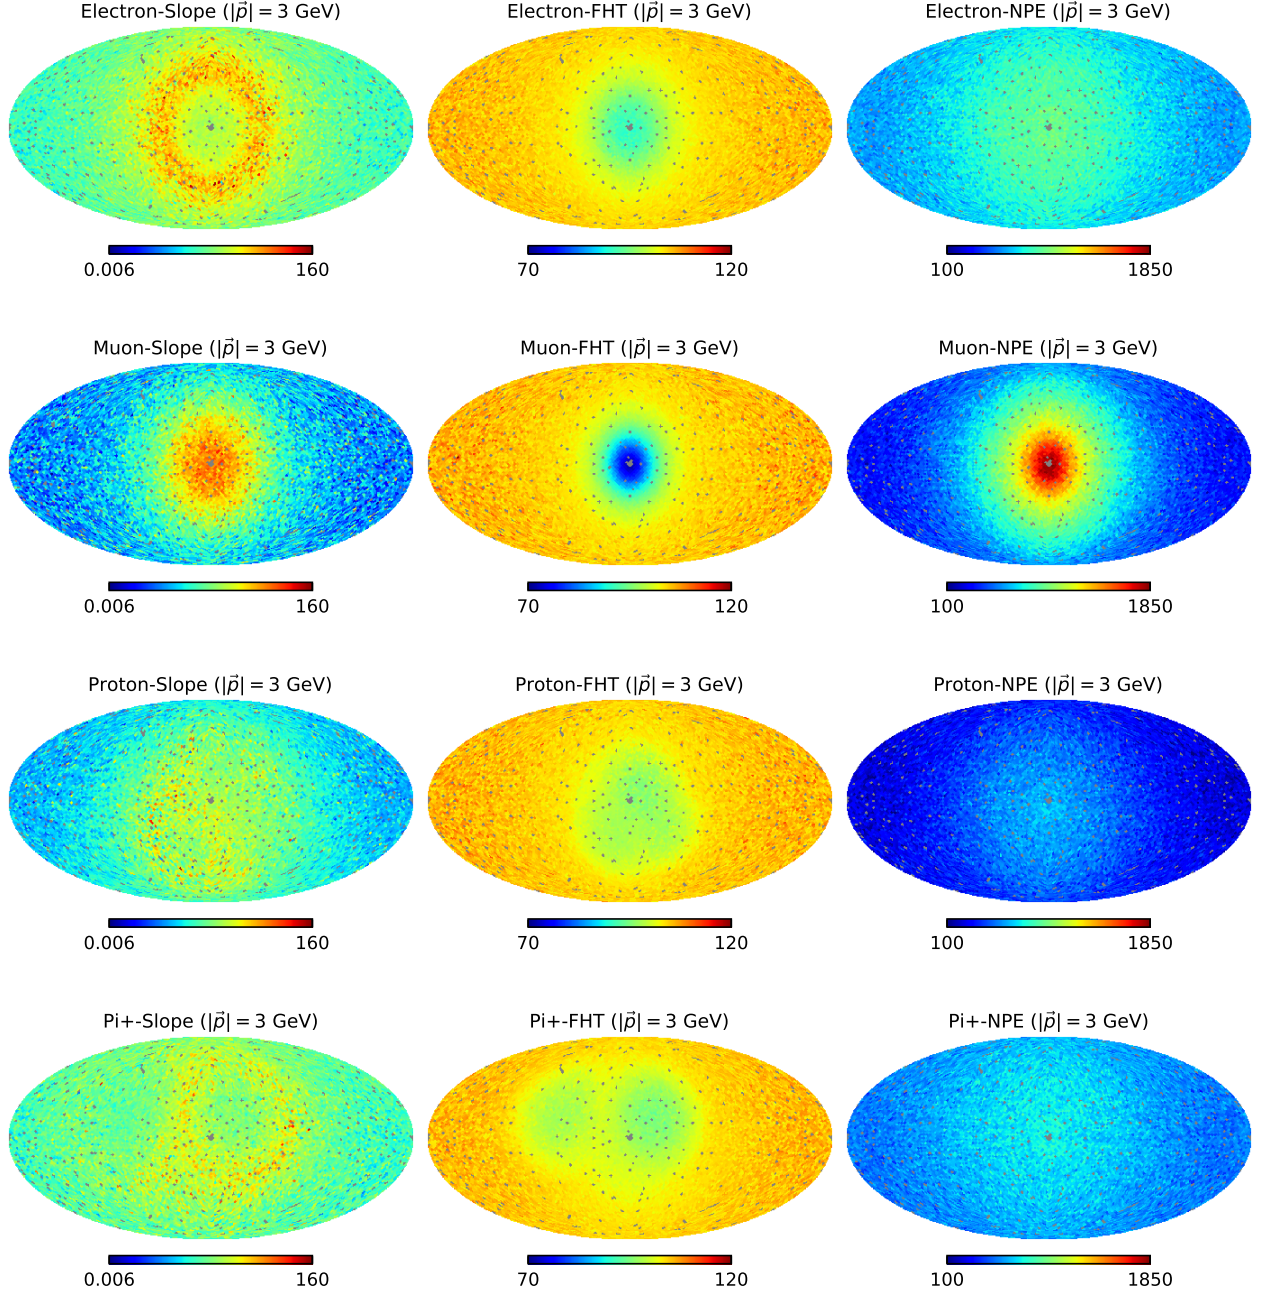 Electron-Slope (|p⃗| = 3 GeV) Electron-FHT (|p⃗| = 3 GeV) Electron-NPE (|p⃗| = 3 GeV)
0.006 160 70 120 100 1850
Muon-Slope (|p⃗| = 3 GeV) Muon-FHT (|p⃗| = 3 GeV) Muon-NPE (|p⃗| = 3 GeV)
0.006 160 70 120 100 1850
Proton-Slope (|p⃗| = 3 GeV) Proton-FHT (|p⃗| = 3 GeV) Proton-NPE (|p⃗| = 3 GeV)
0.006 160 70 120 100 1850
Pi+-Slope (|p⃗| = 3 GeV) Pi+-FHT (|p⃗| = 3 GeV) Pi+-NPE (|p⃗| = 3 GeV)
0.006 160 70 120 100 1850